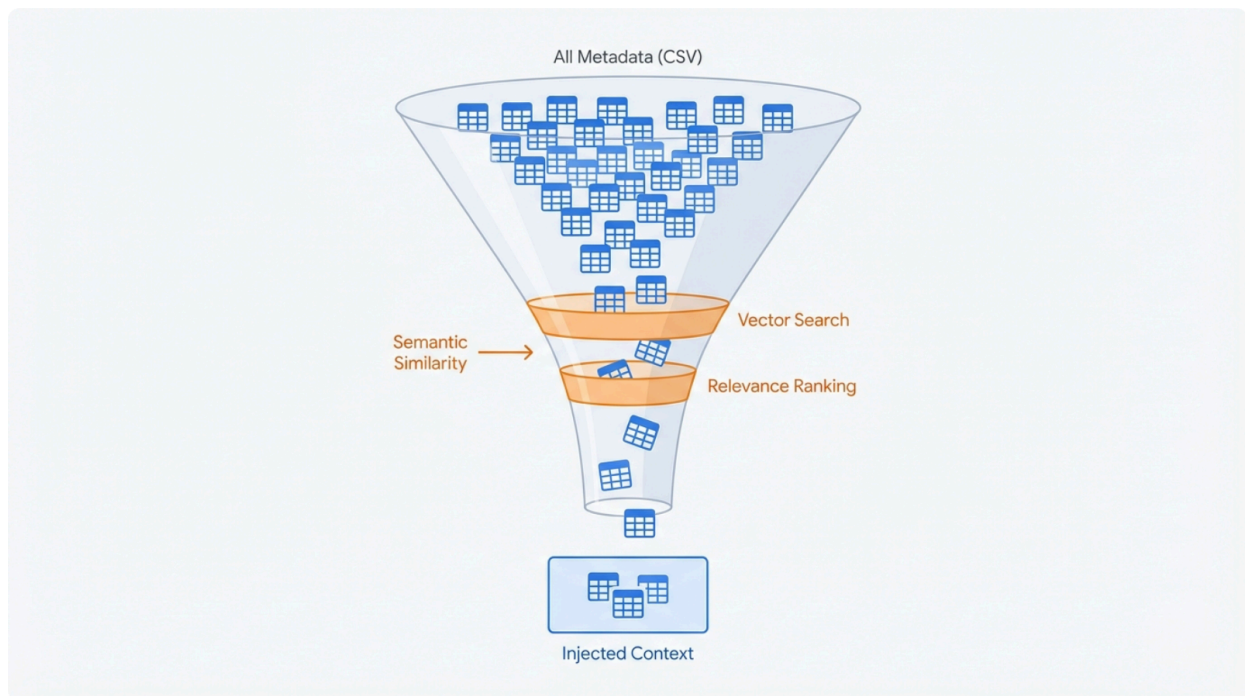 All Metadata (CSV)
Vector Search
Semantic
Similarity
Relevance Ranking
Injected Context